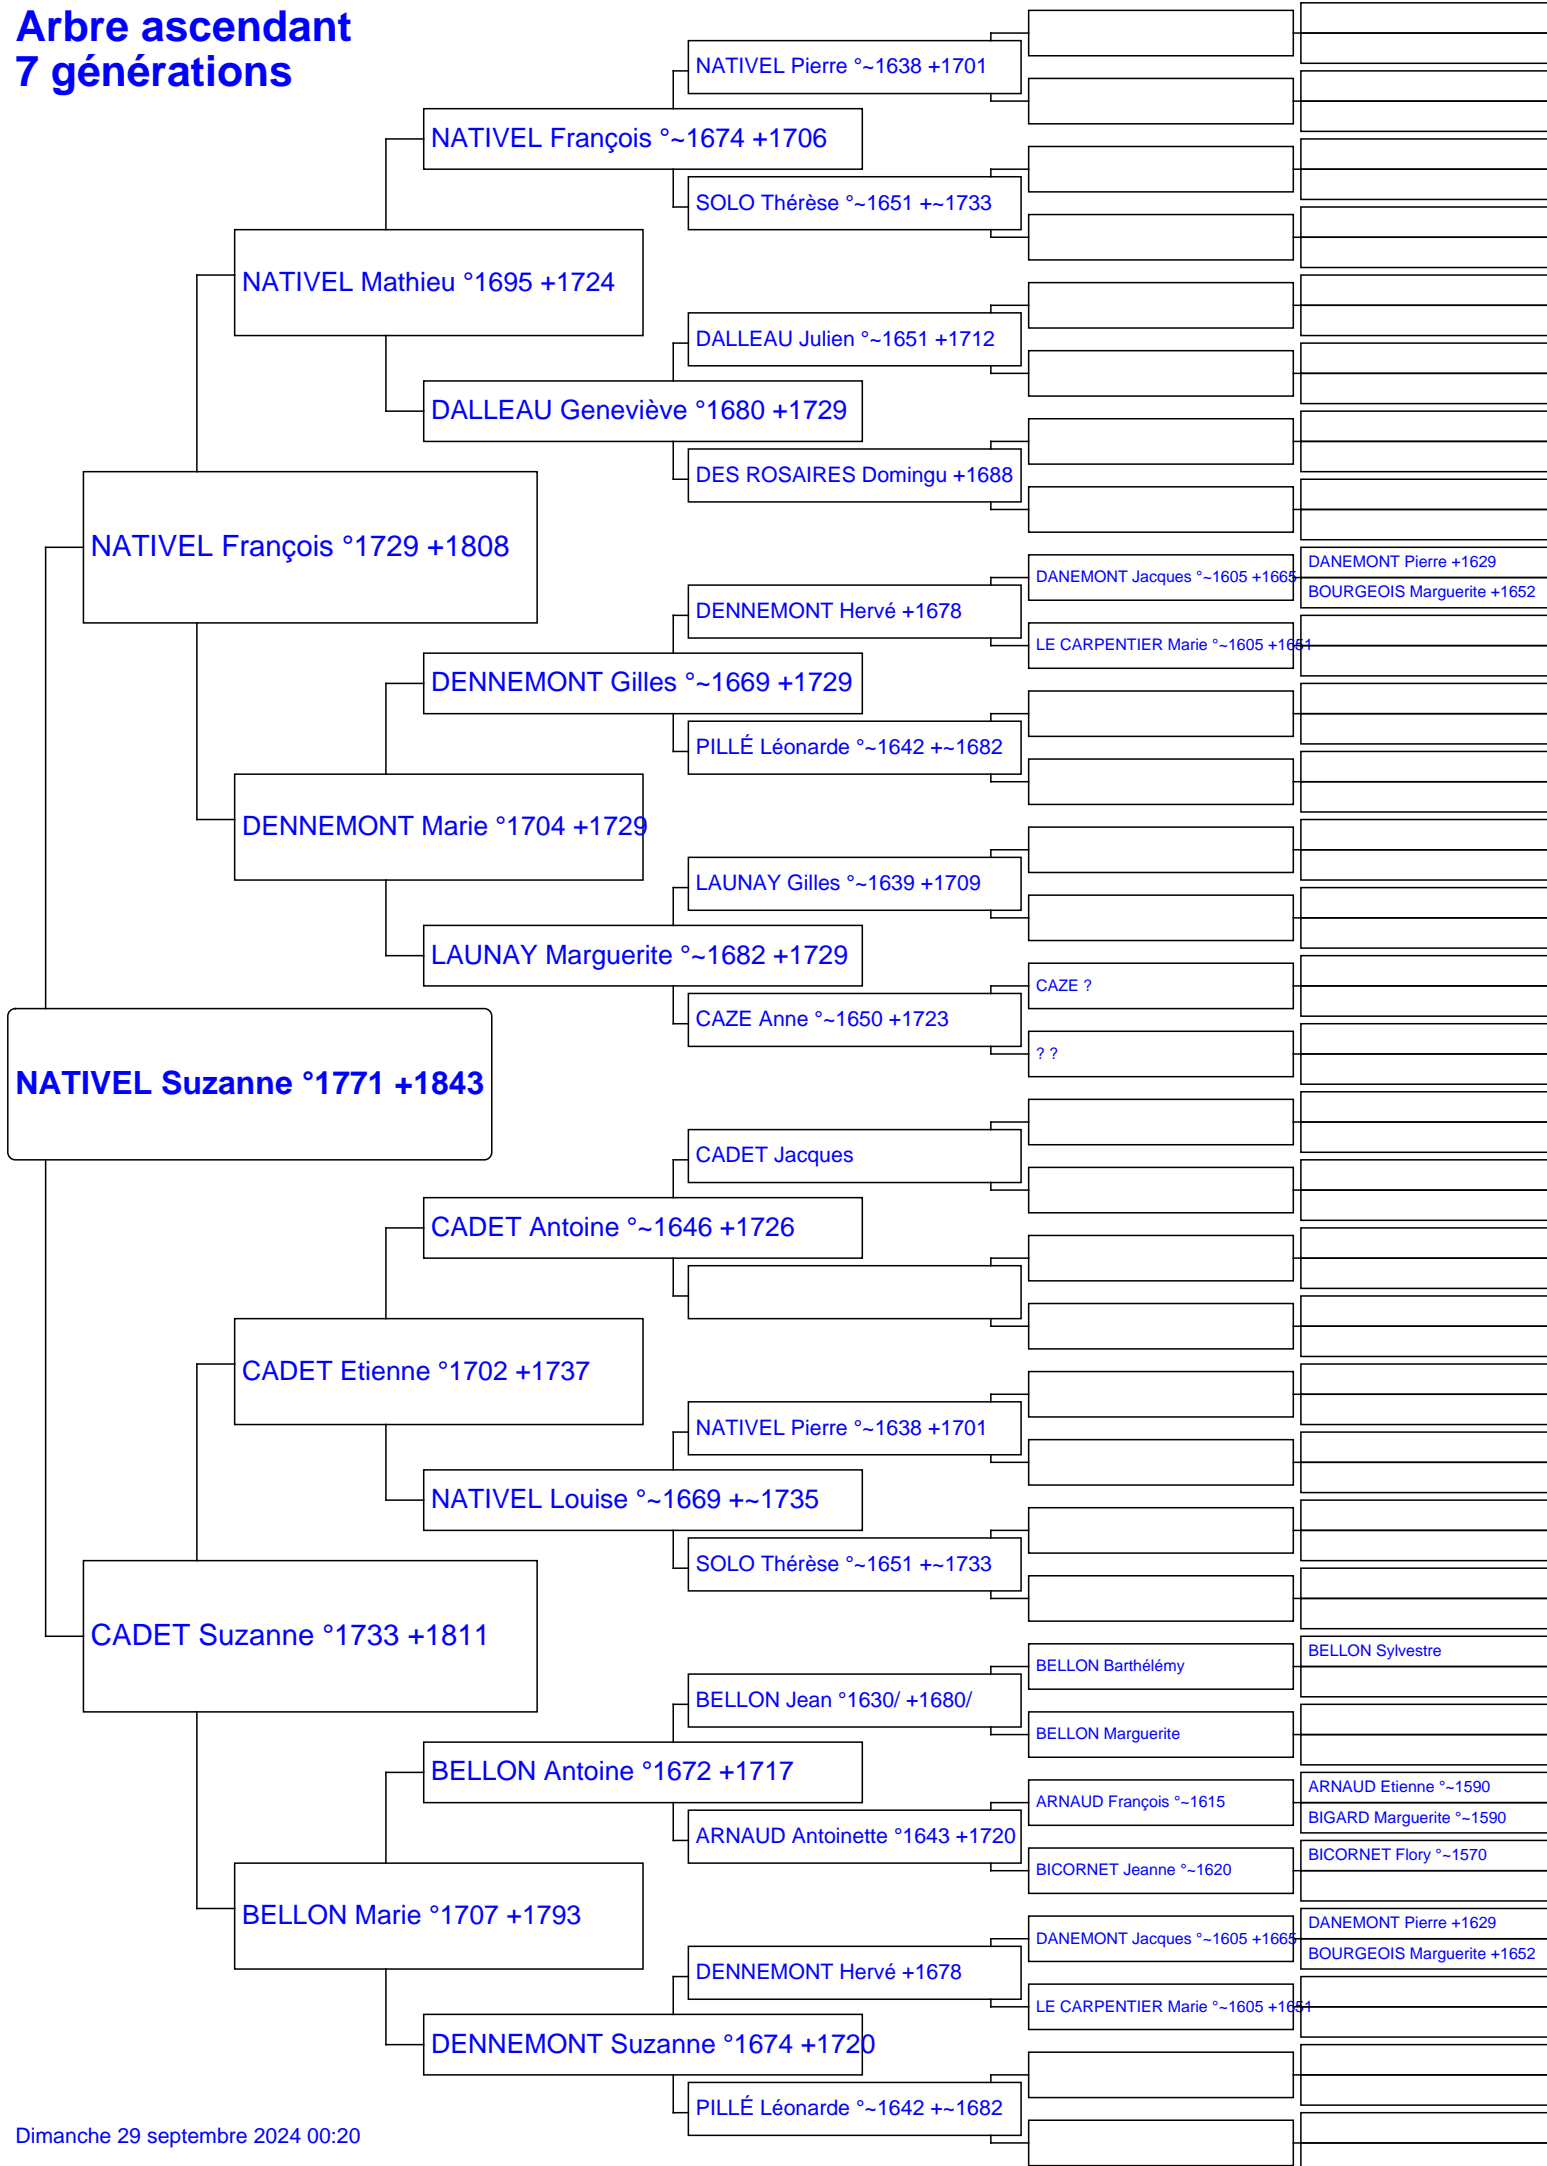 Arbre ascendant
7 générations
NATIVEL Pierre °~1638 +1701
NATIVEL François °~1674 +1706
SOLO Thérèse °~1651 +~1733
NATIVEL Mathieu °1695 +1724
DALLEAU Julien °~1651 +1712
DALLEAU Geneviève °1680 +1729
DES ROSAIRES Domingu +1688
NATIVEL François °1729 +1808
DANEMONT Pierre +1629
DANEMONT Jacques °~1605 +1665
BOURGEOIS Marguerite +1652
DENNEMONT Hervé +1678
LE CARPENTIER Marie °~1605 +1651
DENNEMONT Gilles °~1669 +1729
PILLÉ Léonarde °~1642 +~1682
DENNEMONT Marie °1704 +1729
LAUNAY Gilles °~1639 +1709
LAUNAY Marguerite °~1682 +1729
CAZE ?
CAZE Anne °~1650 +1723
? ?
NATIVEL Suzanne °1771 +1843
CADET Jacques
CADET Antoine °~1646 +1726
CADET Etienne °1702 +1737
NATIVEL Pierre °~1638 +1701
NATIVEL Louise °~1669 +~1735
SOLO Thérèse °~1651 +~1733
CADET Suzanne °1733 +1811
BELLON Sylvestre
BELLON Barthélémy
BELLON Jean °1630/ +1680/
BELLON Marguerite
BELLON Antoine °1672 +1717
ARNAUD Etienne °~1590
ARNAUD François °~1615
BIGARD Marguerite °~1590
ARNAUD Antoinette °1643 +1720
BICORNET Flory °~1570
BICORNET Jeanne °~1620
BELLON Marie °1707 +1793
DANEMONT Pierre +1629
DANEMONT Jacques °~1605 +1665
BOURGEOIS Marguerite +1652
DENNEMONT Hervé +1678
LE CARPENTIER Marie °~1605 +1651
DENNEMONT Suzanne °1674 +1720
PILLÉ Léonarde °~1642 +~1682
Dimanche 29 septembre 2024 00:20